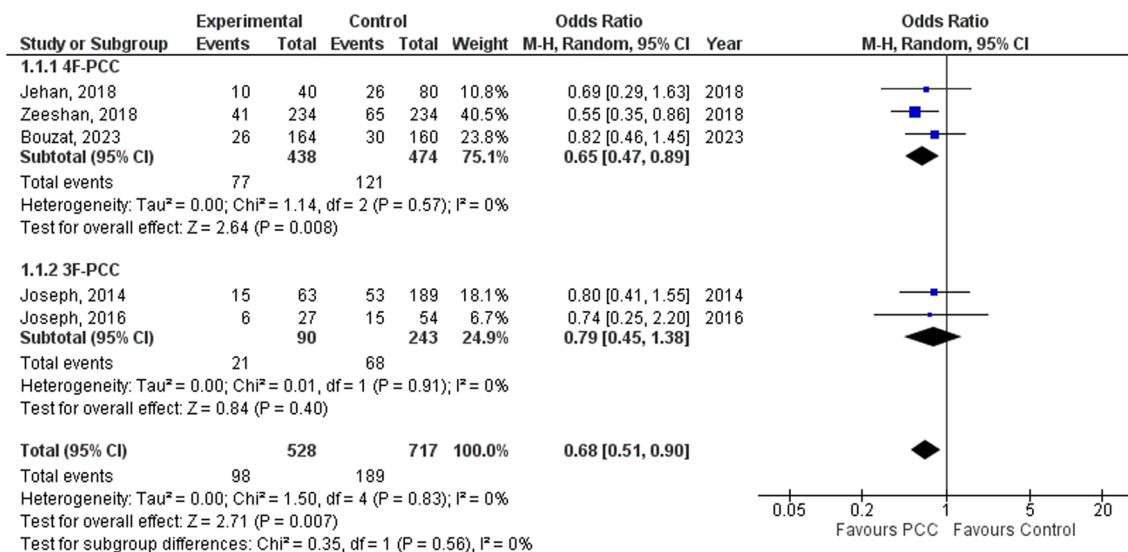 Experimental Control Odds Ratio Odds Ratio
Study or Subgroup Events Total Events Total Weight M-H, Random, 95% CI Year M-H, Random, 95% CI
1.1.1 4F-PCC
Jehan, 2018 10 40 26 80 10.8% 0.69 [0.29, 1.63] 2018
Zeeshan, 2018 41 234 65 234 40.5% 0.55 [0.35, 0.86] 2018
Bouzat, 2023 26 164 30 160 23.8% 0.82 [0.46, 1.45] 2023
Subtotal (95% CI) 438 474 75.1% 0.65 [0.47, 0.89]
Total events 77 121
Heterogeneity: Tau² = 0.00; Chi² = 1.14, df = 2 (P = 0.57); I² = 0%
Test for overall effect: Z = 2.64 (P = 0.008)
1.1.2 3F-PCC
Joseph, 2014 15 63 53 189 18.1% 0.80 [0.41, 1.55] 2014
Joseph, 2016 6 27 15 54 6.7% 0.74 [0.25, 2.20] 2016
Subtotal (95% CI) 90 243 24.9% 0.79 [0.45, 1.38]
Total events 21 68
Heterogeneity: Tau² = 0.00; Chi² = 0.01, df = 1 (P = 0.91); I² = 0%
Test for overall effect: Z = 0.84 (P = 0.40)
Total (95% CI) 528 717 100.0% 0.68 [0.51, 0.90]
Total events 98 189
Heterogeneity: Tau² = 0.00; Chi² = 1.50, df = 4 (P = 0.83); I² = 0%
Test for overall effect: Z = 2.71 (P = 0.007)
Test for subgroup differences: Chi² = 0.35, df = 1 (P = 0.56), I² = 0%
0.05 0.2 1 5 20
Favours PCC Favours Control